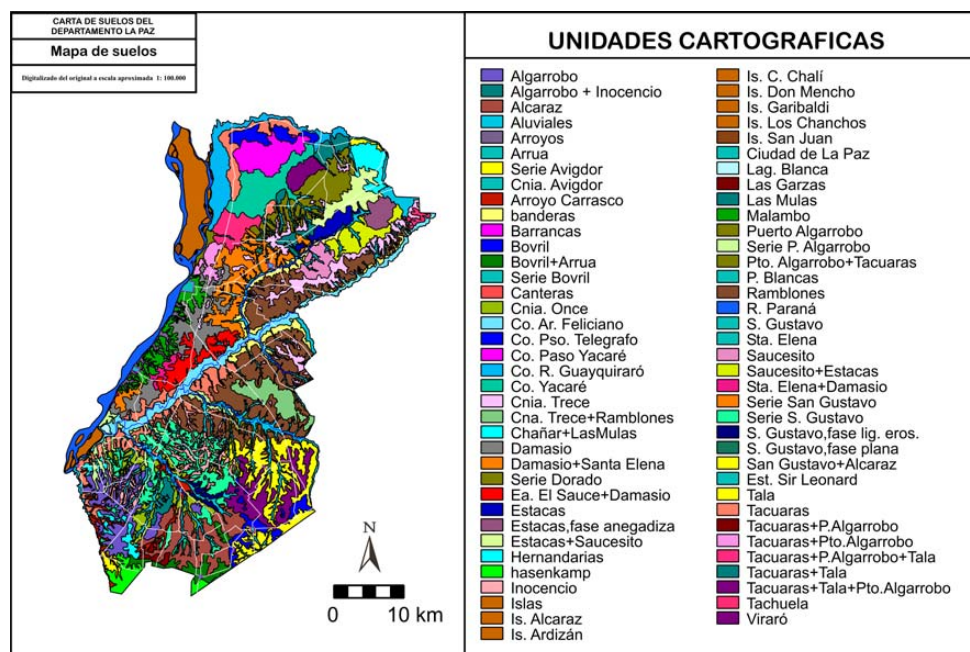 CARTA DE SUELOS DEL
DEPARTAMENTO LA PAZ
Mapa de suelos
Digitalizado del original a escala aproximada 1: 100.000
N
0 10 km
UNIDADES CARTOGRAFICAS
Algarrobo
Algarrobo + Inocencio
Alcaraz
Aluviales
Arroyos
Arrua
Serie Avigdor
Cnia. Avigdor
Arroyo Carrasco
banderas
Barrancas
Bovril
Bovril+Arrua
Serie Bovril
Canteras
Cnia. Once
Co. Ar. Feliciano
Co. Pso. Telegrafo
Co. Paso Yacaré
Co. R. Guayquiraró
Co. Yacaré
Cnia. Trece
Cna. Trece+Ramblones
Chañar+LasMulas
Damasio
Damasio+Santa Elena
Serie Dorado
Ea. El Sauce+Damasio
Estacas
Estacas,fase anegadiza
Estacas+Saucesito
Hernandarias
hasenkamp
Inocencio
Islas
Is. Alcaraz
Is. Ardizán
Is. C. Chalí
Is. Don Mencho
Is. Garibaldi
Is. Los Chanchos
Is. San Juan
Ciudad de La Paz
Lag. Blanca
Las Garzas
Las Mulas
Malambo
Puerto Algarrobo
Serie P. Algarrobo
Pto. Algarrobo+Tacuaras
P. Blancas
Ramblones
R. Paraná
S. Gustavo
Sta. Elena
Saucesito
Saucesito+Estacas
Sta. Elena+Damasio
Serie San Gustavo
Serie S. Gustavo
S. Gustavo,fase lig. eros.
S. Gustavo,fase plana
San Gustavo+Alcaraz
Est. Sir Leonard
Tala
Tacuaras
Tacuaras+P.Algarrobo
Tacuaras+Pto.Algarrobo
Tacuaras+P.Algarrobo+Tala
Tacuaras+Tala
Tacuaras+Tala+Pto.Algarrobo
Tachuela
Viraró